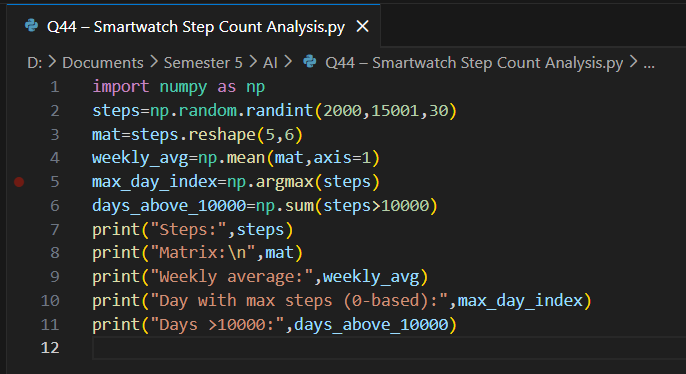 Q44 – Smartwatch Step Count Analysis.py
D: > Documents > Semester 5 > AI > Q44 – Smartwatch Step Count Analysis.py > ...
1 import numpy as np
2 steps=np.random.randint(2000,15001,30)
3 mat=steps.reshape(5,6)
4 weekly_avg=np.mean(mat,axis=1)
5 max_day_index=np.argmax(steps)
6 days_above_10000=np.sum(steps>10000)
7 print("Steps:",steps)
8 print("Matrix:\n",mat)
9 print("Weekly average:",weekly_avg)
10 print("Day with max steps (0-based):",max_day_index)
11 print("Days >10000:",days_above_10000)
12